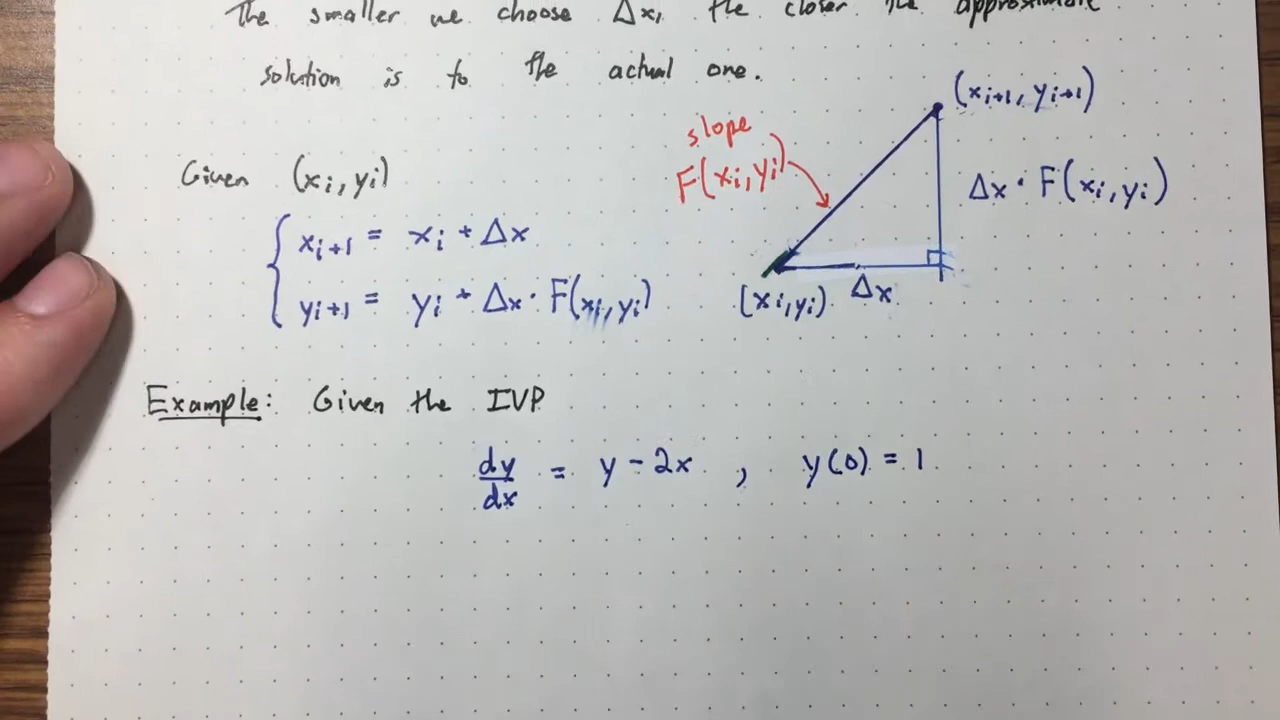 The smaller we choose Δx, the closer the approximate
solution is to the actual one.
Given (xi, yi)
xi+1 = xi + Δx
yi+1 = yi + Δx · F(xi, yi)
slope
F(xi, yi)
(xi+1, yi+1)
Δx · F(xi, yi)
(xi, yi)
Δx
Example: Given the IVP
dy/dx = y - 2x , y(0) = 1